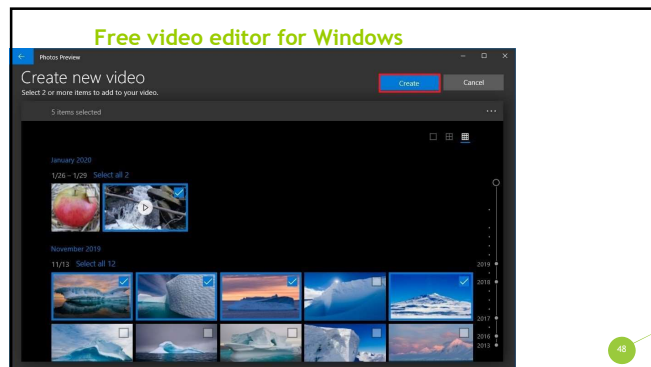 Free video editor for Windows
Photos Preview
Create new video
Select 2 or more items to add to your video.
Create
Cancel
5 items selected
January 2020
1/26 – 1/29 Select all 2
November 2019
11/13 Select all 12
2019
2018
2017
2016
2013
48